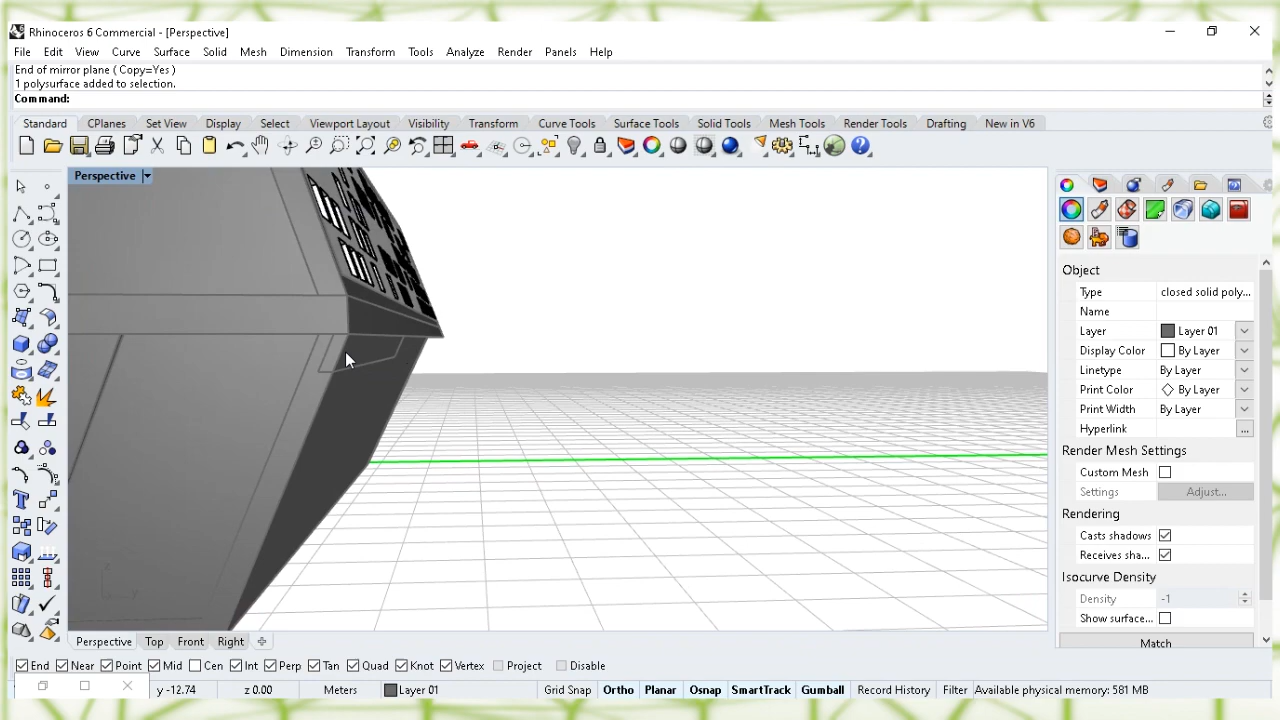 Rhinoceros 6 Commercial - [Perspective]
File Edit View Curve Surface Solid Mesh Dimension Transform Tools Analyze Render Panels Help
End of mirror plane ( Copy=Yes )
1 polysurface added to selection.
Command:
Standard CPlanes Set View Display Select Viewport Layout Visibility Transform Curve Tools Surface Tools Solid Tools Mesh Tools Render Tools Drafting New in V6
Perspective
Object
Type closed solid poly...
Name
Layer Layer 01
Display Color By Layer
Linetype By Layer
Print Color By Layer
Print Width By Layer
Hyperlink ...
Render Mesh Settings
Custom Mesh
Settings Adjust...
Rendering
Casts shadows
Receives sha...
Isocurve Density
Density -1
Show surface...
Match
z
x y
Perspective Top Front Right
End Near Point Mid Cen Int Perp Tan Quad Knot Vertex Project Disable
y -12.74 z 0.00 Meters Layer 01 Grid Snap Ortho Planar Osnap SmartTrack Gumball Record History Filter Available physical memory: 581 MB